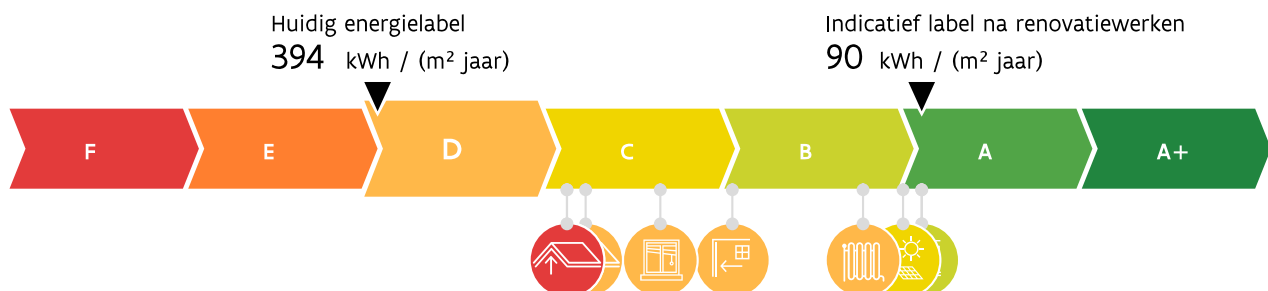 Huidig energielabel
394 kWh / (m² jaar)
Indicatief label na renovatiewerken
90 kWh / (m² jaar)
F E D C B A A+